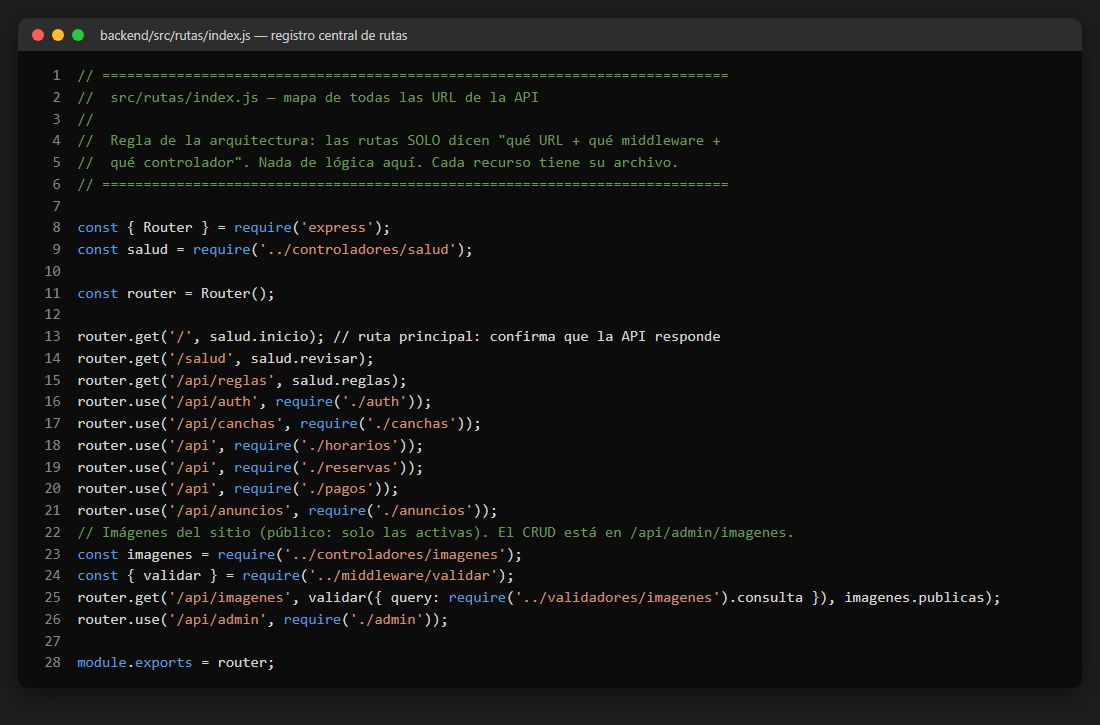 backend/src/rutas/index.js — registro central de rutas
1 // ============================================================================
2 //  src/rutas/index.js — mapa de todas las URL de la API
3 //
4 //  Regla de la arquitectura: las rutas SOLO dicen "qué URL + qué middleware +
5 //  qué controlador". Nada de lógica aquí. Cada recurso tiene su archivo.
6 // ============================================================================
7
8 const { Router } = require('express');
9 const salud = require('../controladores/salud');
10
11 const router = Router();
12
13 router.get('/', salud.inicio); // ruta principal: confirma que la API responde
14 router.get('/salud', salud.revisar);
15 router.get('/api/reglas', salud.reglas);
16 router.use('/api/auth', require('./auth'));
17 router.use('/api/canchas', require('./canchas'));
18 router.use('/api', require('./horarios'));
19 router.use('/api', require('./reservas'));
20 router.use('/api', require('./pagos'));
21 router.use('/api/anuncios', require('./anuncios'));
22 // Imágenes del sitio (público: solo las activas). El CRUD está en /api/admin/imagenes.
23 const imagenes = require('../controladores/imagenes');
24 const { validar } = require('../middleware/validar');
25 router.get('/api/imagenes', validar({ query: require('../validadores/imagenes').consulta }), imagenes.publicas);
26 router.use('/api/admin', require('./admin'));
27
28 module.exports = router;